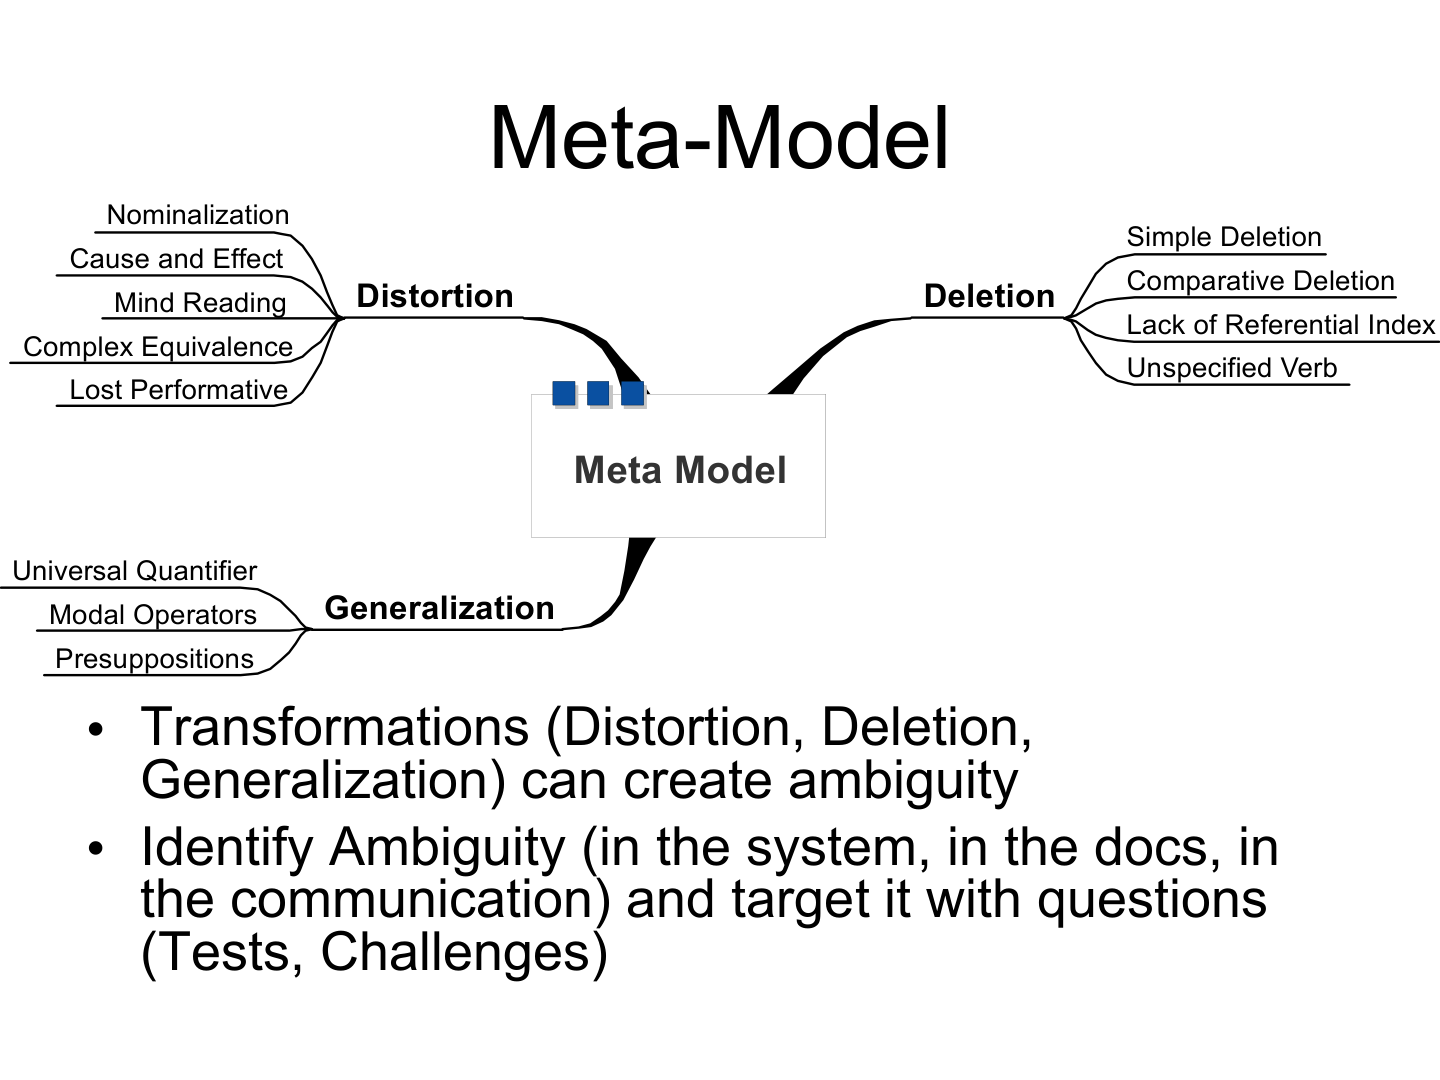 Meta-Model
Nominalization
Cause and Effect
Mind Reading
Complex Equivalence
Lost Performative
Distortion
Deletion
Simple Deletion
Comparative Deletion
Lack of Referential Index
Unspecified Verb
Meta Model
Universal Quantifier
Modal Operators
Presuppositions
Generalization
• Transformations (Distortion, Deletion,
Generalization) can create ambiguity
• Identify Ambiguity (in the system, in the docs, in
the communication) and target it with questions
(Tests, Challenges)